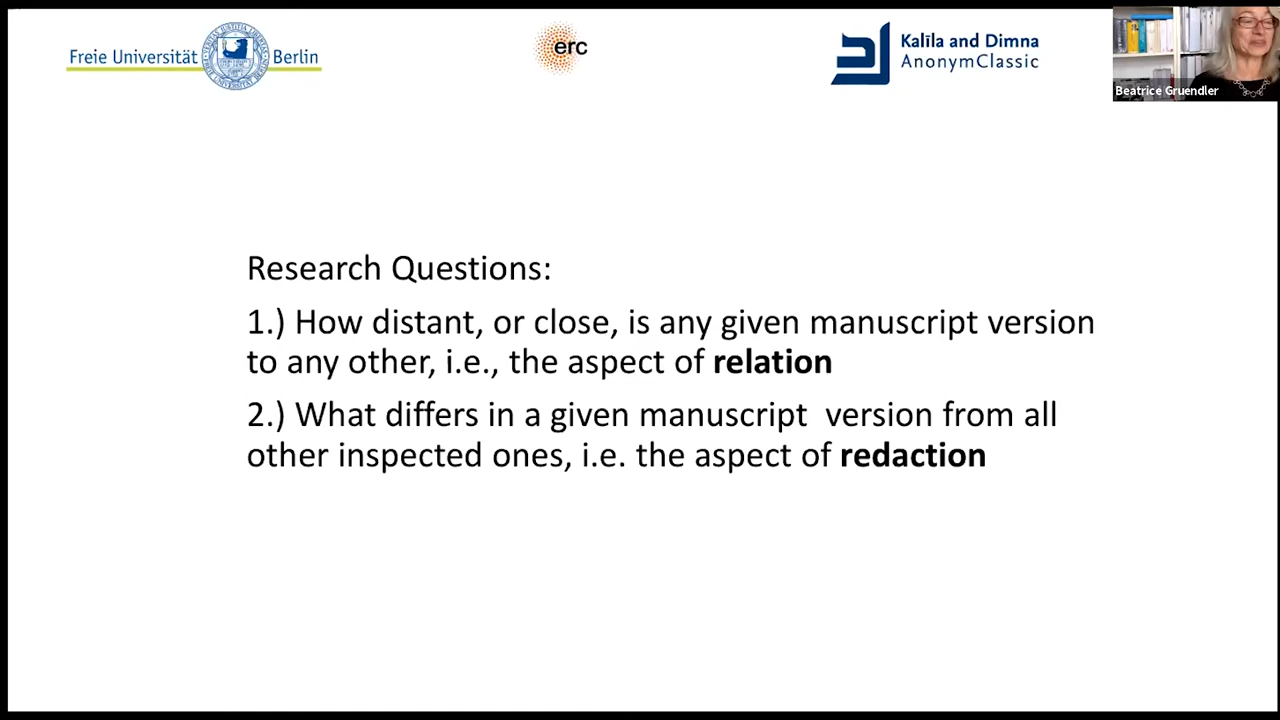 Freie Universität Berlin
erc
Kalīla and Dimna
AnonymClassic
Beatrice Gruendler
Research Questions:
1.) How distant, or close, is any given manuscript version
to any other, i.e., the aspect of relation
2.) What differs in a given manuscript  version from all
other inspected ones, i.e. the aspect of redaction